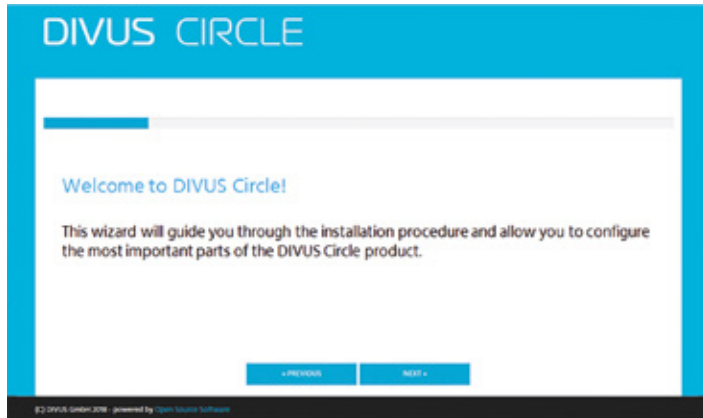 DIVUS CIRCLE
Welcome to DIVUS Circle!
This wizard will guide you through the installation procedure and allow you to configure
the most important parts of the DIVUS Circle product.
« PREVIOUS NEXT »
(C) DIVUS GmbH 2018 - powered by Open Source Software